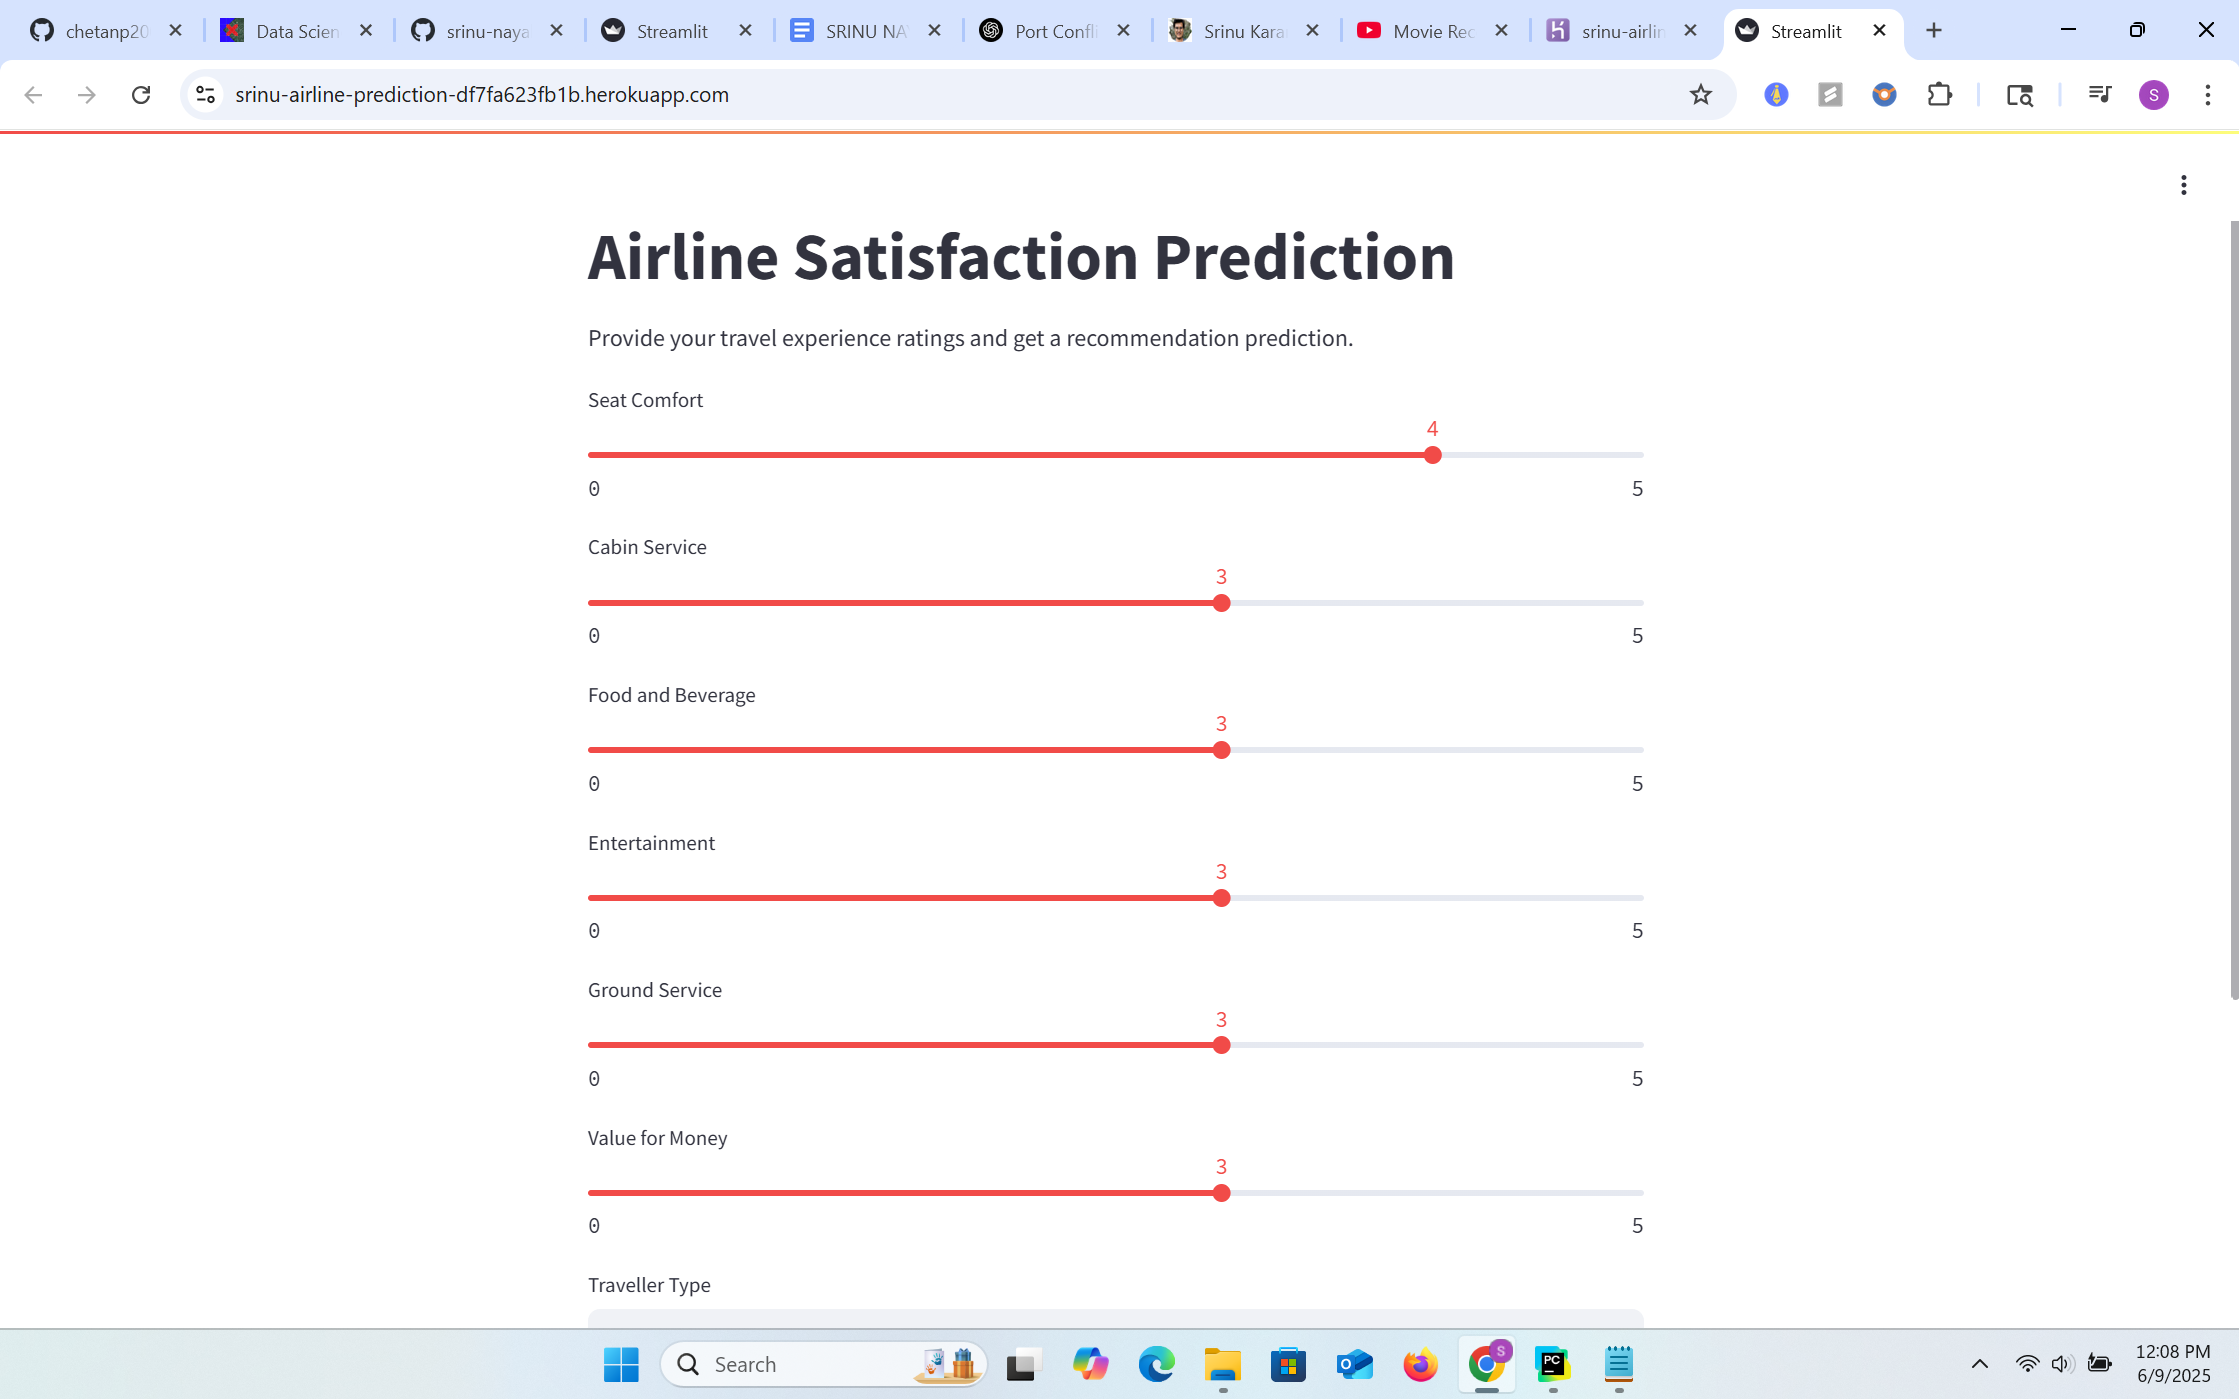 chetanp20
Data Scien
srinu-naya
Streamlit
SRINU NA
Port Confli
Srinu Kara
Movie Rec
srinu-airlin
Streamlit
srinu-airline-prediction-df7fa623fb1b.herokuapp.com
S
Airline Satisfaction Prediction
Provide your travel experience ratings and get a recommendation prediction.
Seat Comfort
4
0 5
Cabin Service
3
0 5
Food and Beverage
3
0 5
Entertainment
3
0 5
Ground Service
3
0 5
Value for Money
3
0 5
Traveller Type
Search
S
PC
12:08 PM
6/9/2025